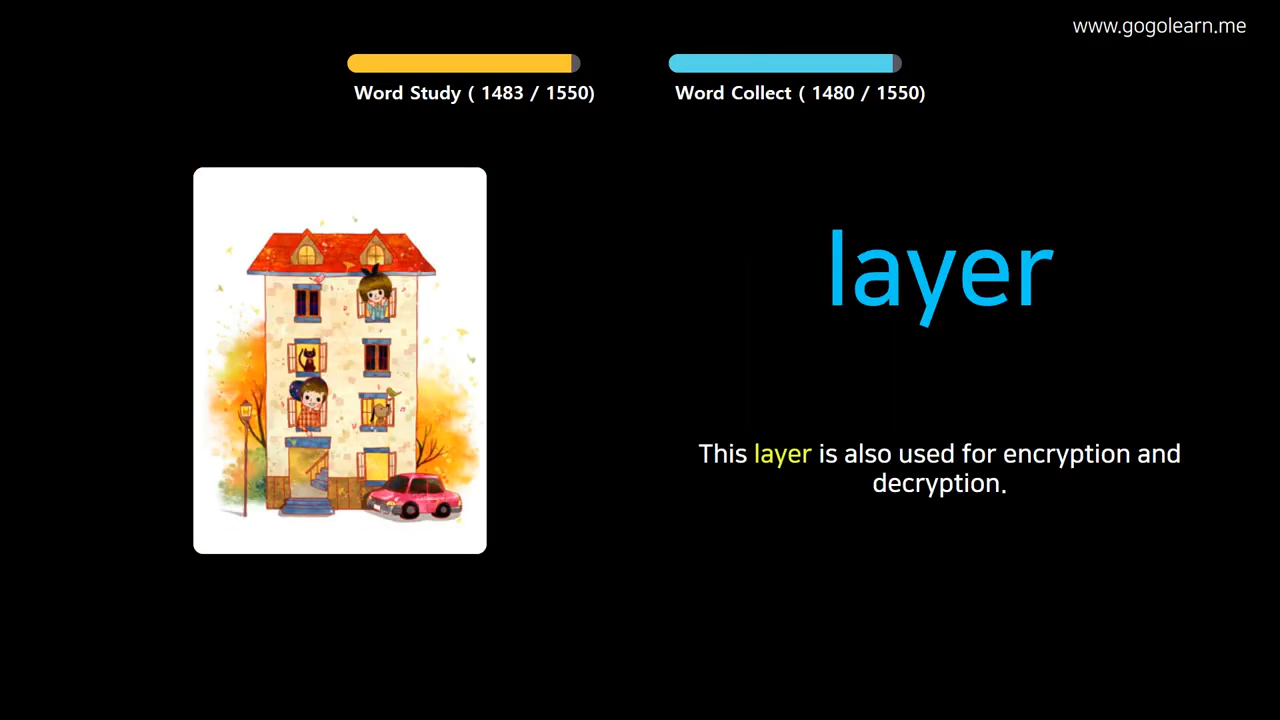 www.gogolearn.me
Word Study ( 1483 / 1550)
Word Collect ( 1480 / 1550)
layer
This layer is also used for encryption and
decryption.